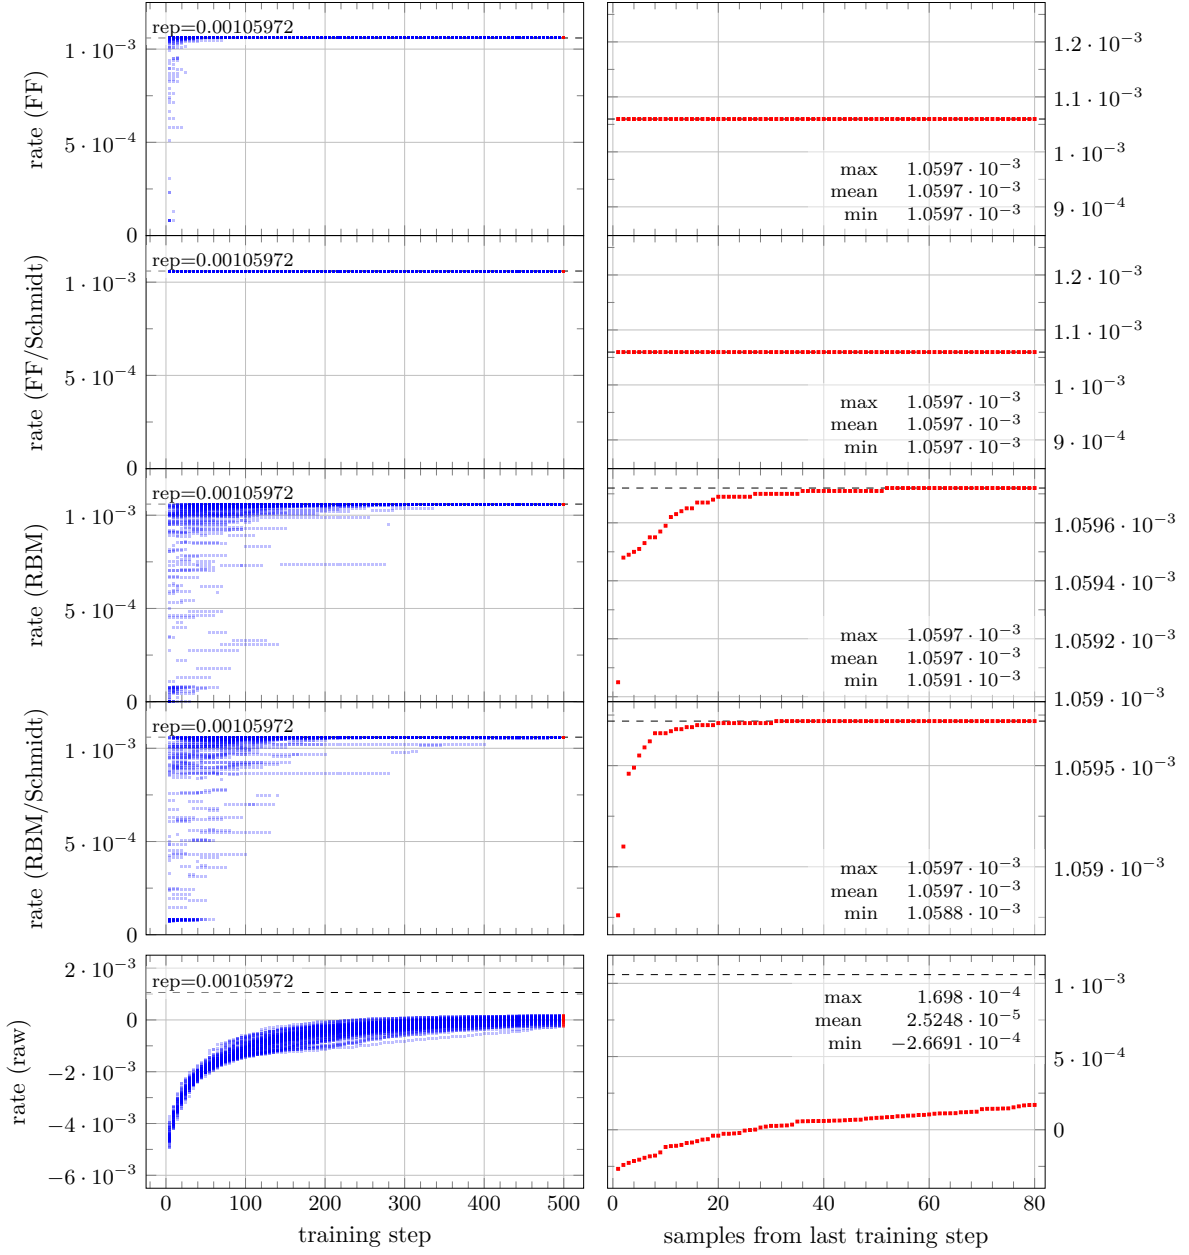 rate (FF)
1 · 10⁻³
5 · 10⁻⁴
0
rep=0.00105972
1.2 · 10⁻³
1.1 · 10⁻³
1 · 10⁻³
9 · 10⁻⁴
max 1.0597 · 10⁻³
mean 1.0597 · 10⁻³
min 1.0597 · 10⁻³
rate (FF/Schmidt)
1 · 10⁻³
5 · 10⁻⁴
0
rep=0.00105972
1.2 · 10⁻³
1.1 · 10⁻³
1 · 10⁻³
9 · 10⁻⁴
max 1.0597 · 10⁻³
mean 1.0597 · 10⁻³
min 1.0597 · 10⁻³
rate (RBM)
1 · 10⁻³
5 · 10⁻⁴
0
rep=0.00105972
1.0596 · 10⁻³
1.0594 · 10⁻³
1.0592 · 10⁻³
1.059 · 10⁻³
max 1.0597 · 10⁻³
mean 1.0597 · 10⁻³
min 1.0591 · 10⁻³
rate (RBM/Schmidt)
1 · 10⁻³
5 · 10⁻⁴
0
rep=0.00105972
1.0595 · 10⁻³
1.059 · 10⁻³
max 1.0597 · 10⁻³
mean 1.0597 · 10⁻³
min 1.0588 · 10⁻³
rate (raw)
2 · 10⁻³
0
−2 · 10⁻³
−4 · 10⁻³
−6 · 10⁻³
rep=0.00105972
1 · 10⁻³
5 · 10⁻⁴
0
max 1.698 · 10⁻⁴
mean 2.5248 · 10⁻⁵
min −2.6691 · 10⁻⁴
0 100 200 300 400 500
training step
0 20 40 60 80
samples from last training step